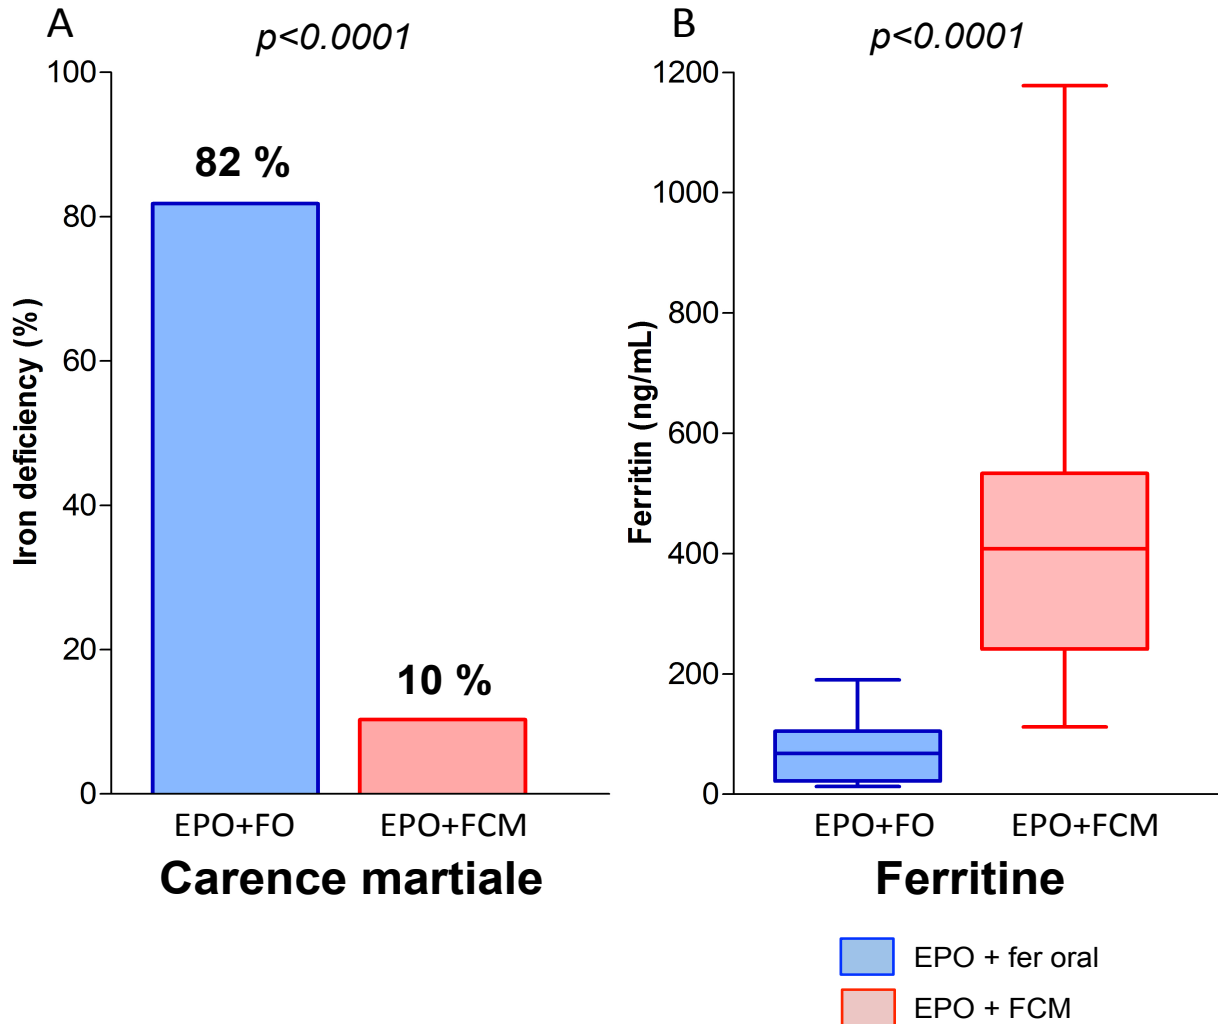 A
p<0.0001
100
80
60
40
20
0
Iron deficiency (%)
82 %
10 %
EPO+FO
EPO+FCM
Carence martiale
B
p<0.0001
1200
1000
800
600
400
200
0
Ferritin (ng/mL)
EPO+FO
EPO+FCM
Ferritine
EPO + fer oral
EPO + FCM